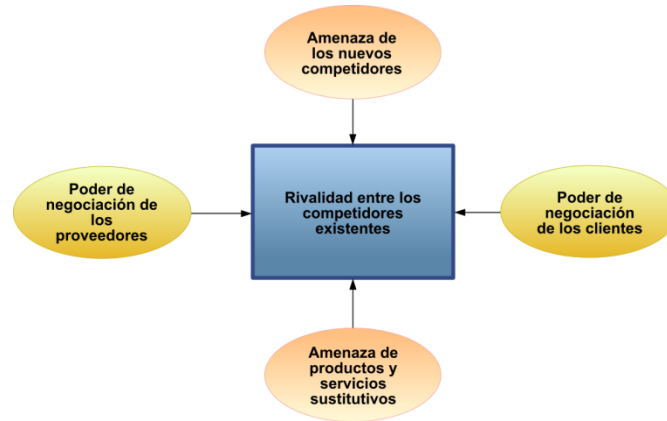 Amenaza de
los nuevos
competidores
Poder de
negociación de
los
proveedores
Rivalidad entre los
competidores
existentes
Poder de
negociación
de los clientes
Amenaza de
productos y
servicios
sustitutivos